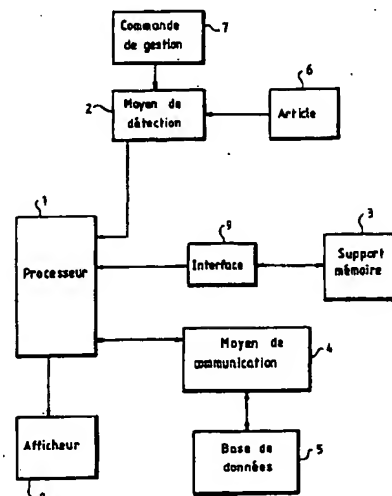 Commande
de gestion
7
2
Moyen de
détection
6
Article
1
Processeur
9
Interface
3
Support
mémoire
Moyen de
communication
4
Afficheur
Base de
données
5